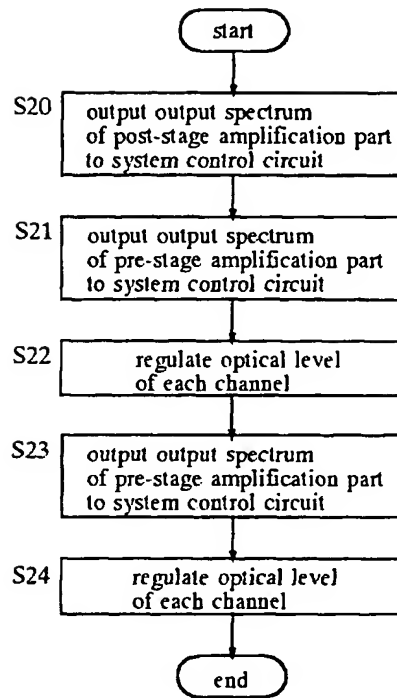 start
S20
output output spectrum
of post-stage amplification part
to system control circuit
S21
output output spectrum
of pre-stage amplification part
to system control circuit
S22
regulate optical level
of each channel
S23
output output spectrum
of pre-stage amplification part
to system control circuit
S24
regulate optical level
of each channel
end